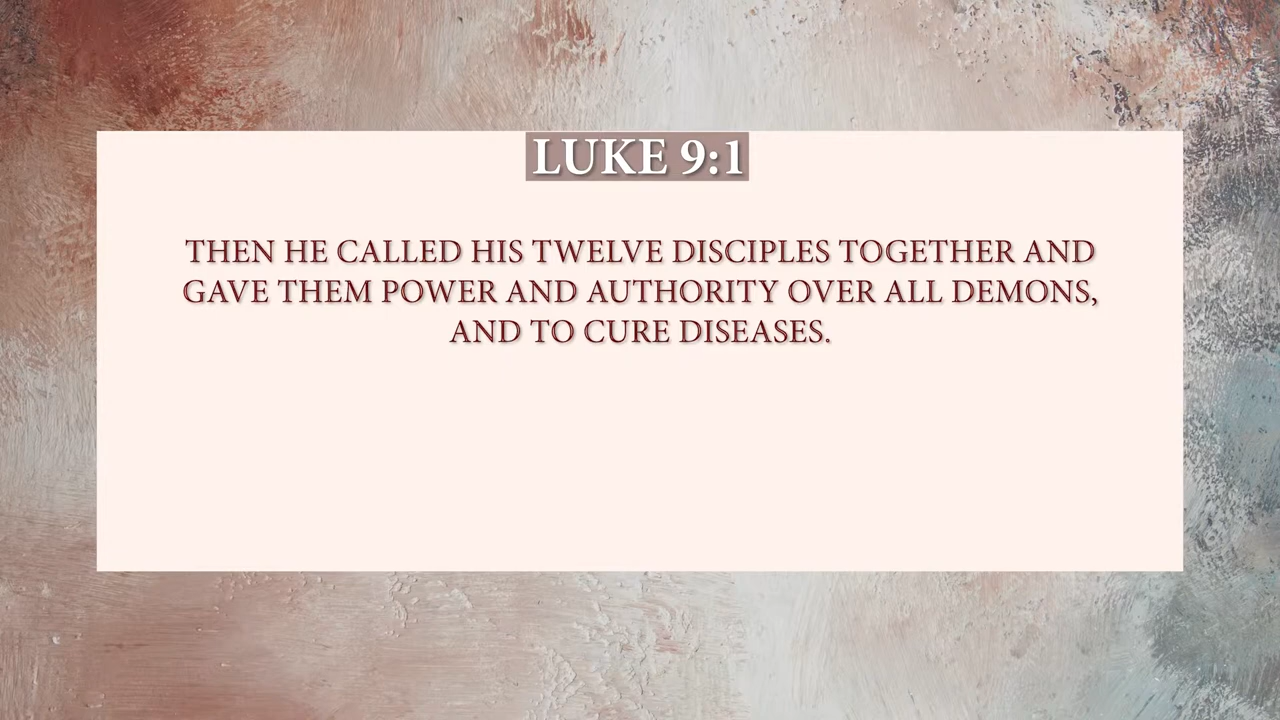 LUKE 9:1
THEN HE CALLED HIS TWELVE DISCIPLES TOGETHER AND
GAVE THEM POWER AND AUTHORITY OVER ALL DEMONS,
AND TO CURE DISEASES.